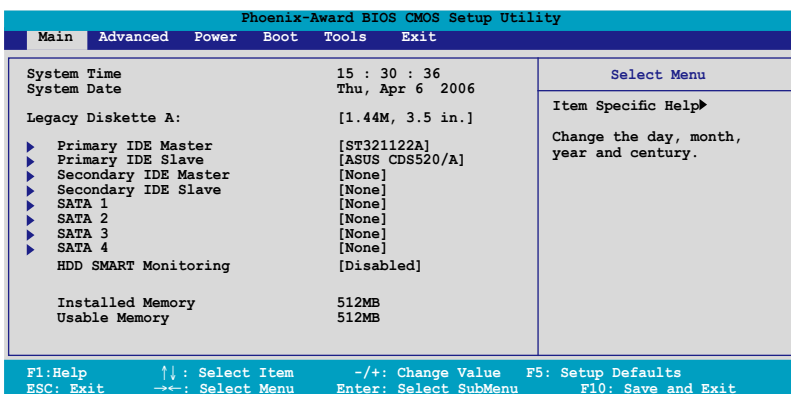 Phoenix-Award BIOS CMOS Setup Utility
Main Advanced Power Boot Tools Exit
System Time 15 : 30 : 36
System Date Thu, Apr 6 2006
Legacy Diskette A: [1.44M, 3.5 in.]
Primary IDE Master [ST321122A]
Primary IDE Slave [ASUS CDS520/A]
Secondary IDE Master [None]
Secondary IDE Slave [None]
SATA 1 [None]
SATA 2 [None]
SATA 3 [None]
SATA 4 [None]
HDD SMART Monitoring [Disabled]
Installed Memory 512MB
Usable Memory 512MB
Select Menu
Item Specific Help
Change the day, month,
year and century.
F1:Help ↑↓: Select Item -/+: Change Value F5: Setup Defaults
ESC: Exit →←: Select Menu Enter: Select SubMenu F10: Save and Exit